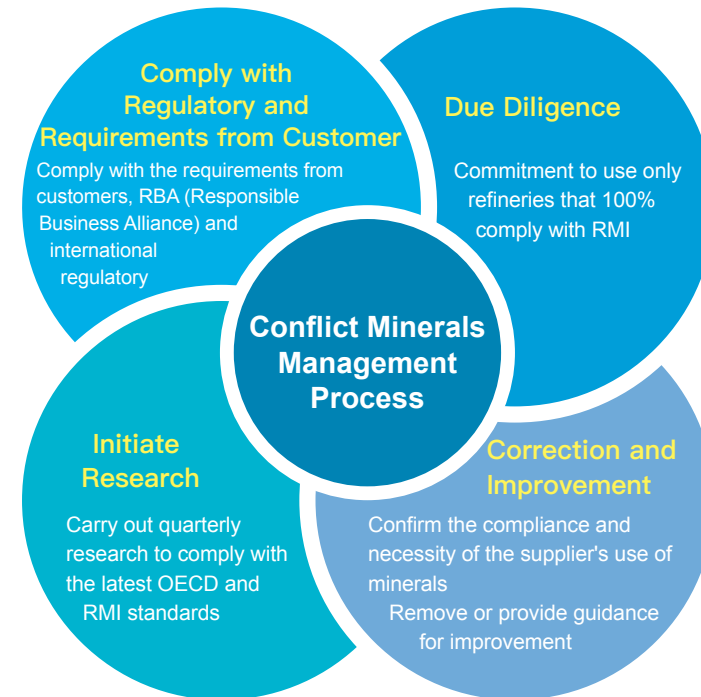 Comply with
Regulatory and
Requirements from Customer
Comply with the requirements from
customers, RBA (Responsible
Business Alliance) and
international
regulatory
Due Diligence
Commitment to use only
refineries that 100%
comply with RMI
Conflict Minerals
Management
Process
Initiate
Research
Carry out quarterly
research to comply with
the latest OECD and
RMI standards
Correction and
Improvement
Confirm the compliance and
necessity of the supplier's use of
minerals
Remove or provide guidance
for improvement